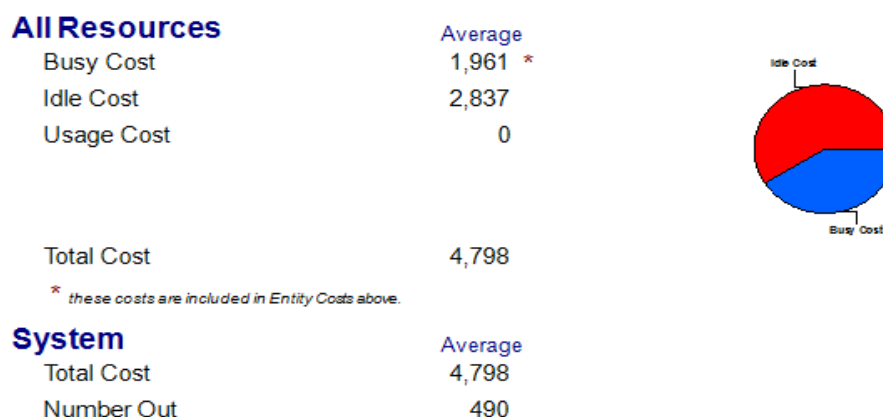 All Resources
Average
Busy Cost 1,961 *
Idle Cost 2,837
Usage Cost 0
Idle Cost
Busy Cost
Total Cost 4,798
* these costs are included in Entity Costs above.
System
Average
Total Cost 4,798
Number Out 490